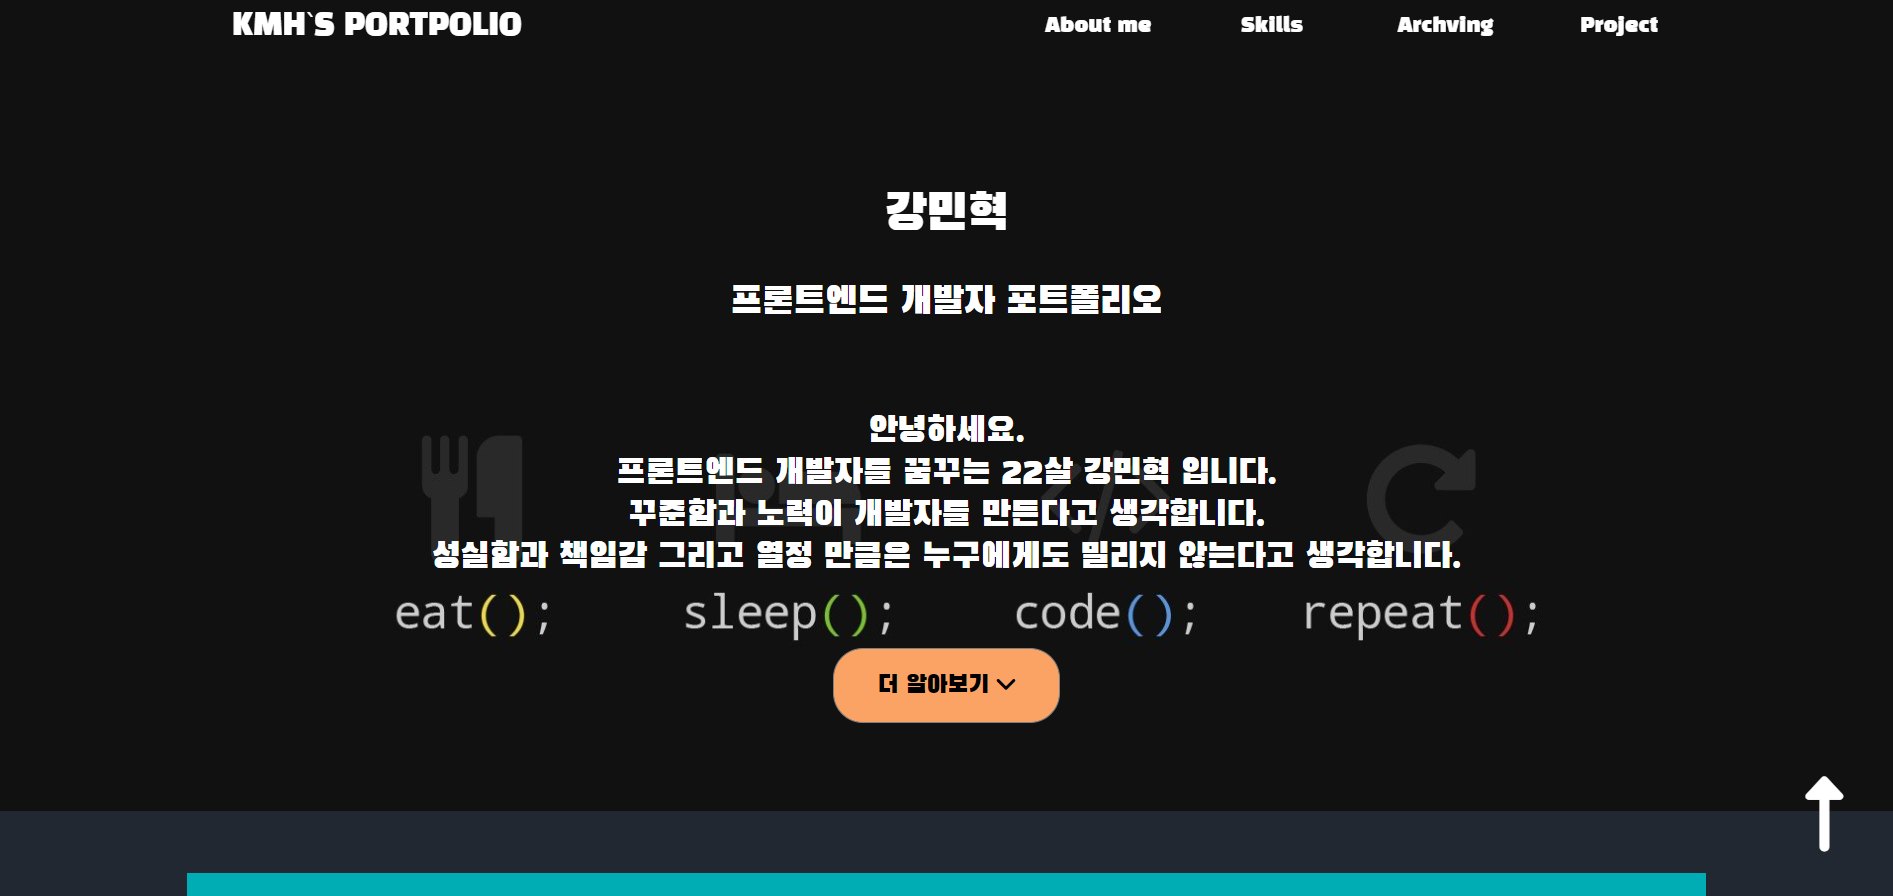 KMH`S PORTPOLIO
About me
Skills
Archving
Project
강민혁
프론트엔드 개발자 포트폴리오
안녕하세요.
프론트엔드 개발자를 꿈꾸는 22살 강민혁 입니다.
꾸준함과 노력이 개발자를 만든다고 생각합니다.
성실함과 책임감 그리고 열정 만큼은 누구에게도 밀리지 않는다고 생각합니다.
eat();
sleep();
code();
repeat();
더 알아보기